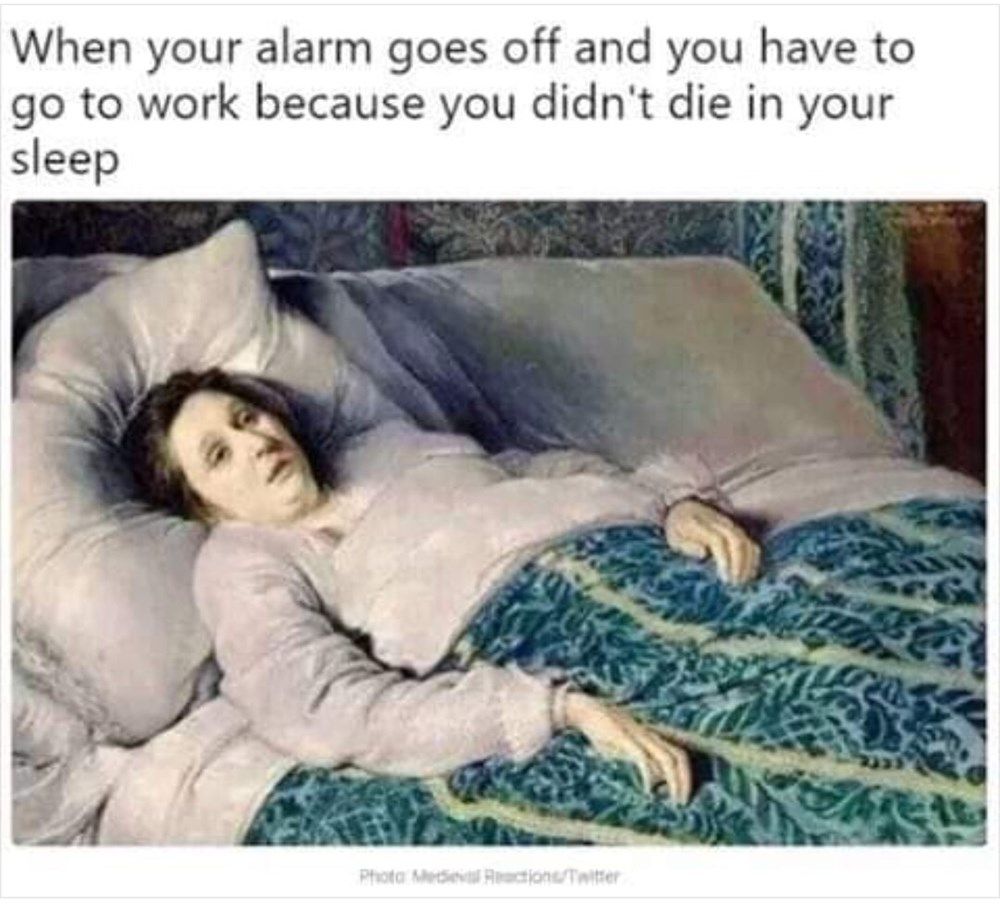 When your alarm goes off and you have to
go to work because you didn't die in your
sleep
Photo: Medieval Reactions/Twitter